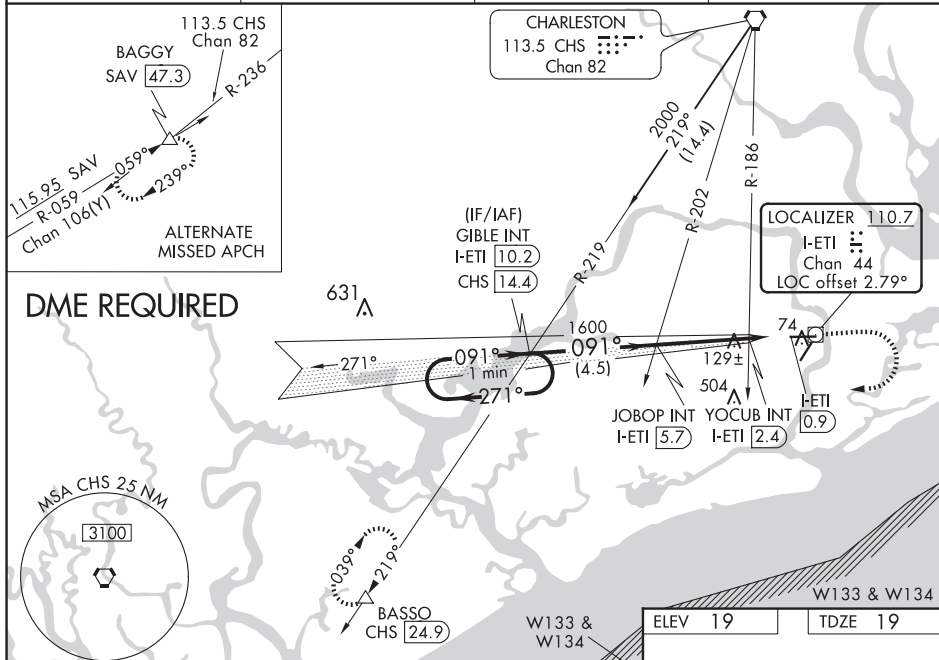 113.5 CHS
Chan 82
BAGGY
SAV 47.3
R-236
059°
239°
115.95 SAV
R-059
Chan 106(Y)
ALTERNATE
MISSED APCH
CHARLESTON
113.5 CHS
Chan 82
2000
219°
(14.4)
R-219
R-202
R-186
LOCALIZER 110.7
I-ETI
Chan 44
LOC offset 2.79°
(IF/IAF)
GIBLE INT
I-ETI 10.2
CHS 14.4
DME REQUIRED
631
271°
091°
1 min
271°
1600
091°
(4.5)
129±
74
504
JOBOP INT
I-ETI 5.7
YOCUB INT
I-ETI 2.4
I-ETI
0.9
MSA CHS 25 NM
3100
039°
219°
BASSO
CHS 24.9
W133 &
W134
W133 & W134
ELEV 19
TDZE 19